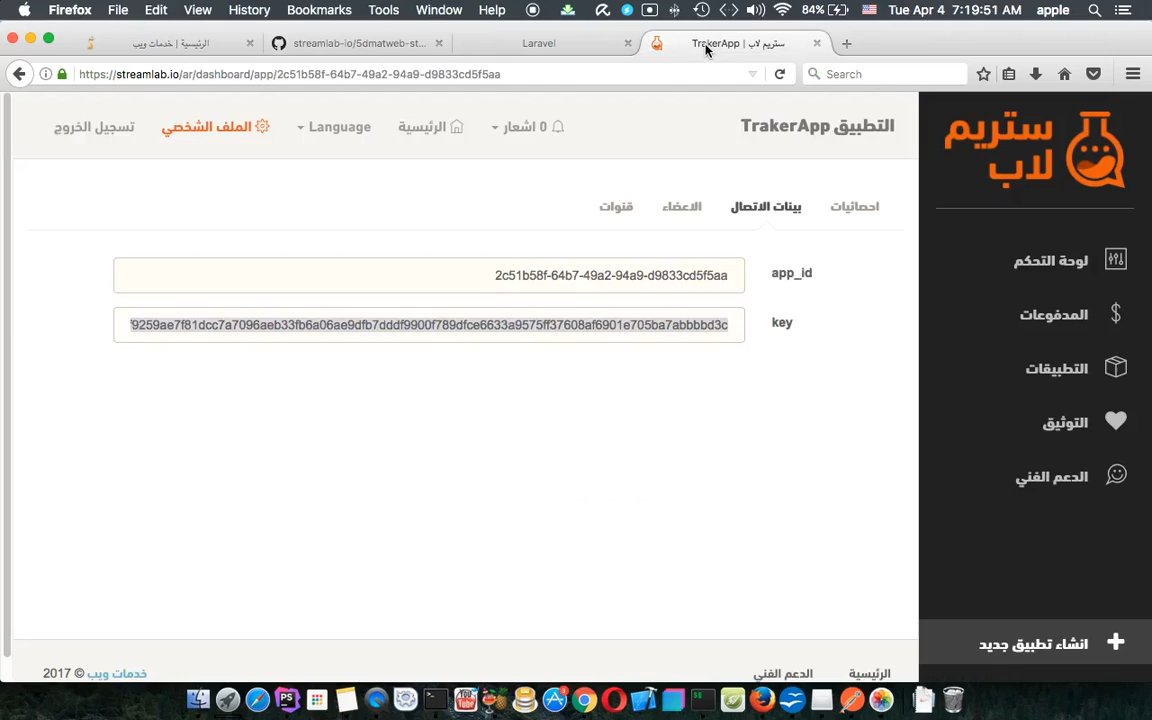 Firefox File Edit View History Bookmarks Tools Window Help 84% Tue Apr 4 7:19:51 AM apple
الرئيسية | خدمات ويب
streamlab-io/5dmatweb-st...
Laravel
TrakerApp | ستريم لاب
https://streamlab.io/ar/dashboard/app/2c51b58f-64b7-49a2-94a9-d9833cd5f5aa
Search
ستريم لاب
التطبيق TrakerApp
0 اشعار
الرئيسية
Language
الملف الشخصي
تسجيل الخروج
احصائيات
بينات الاتصال
الاعضاء
قنوات
app_id
2c51b58f-64b7-49a2-94a9-d9833cd5f5aa
key
9259ae7f81dcc7a7096aeb33fb6a06ae9dfb7dddf9900f789dfce6633a9575ff37608af6901e705ba7abbbbd3c
لوحة التحكم
المدفوعات
التطبيقات
التوثيق
الدعم الفني
انشاء تطبيق جديد
الرئيسية
الدعم الفني
خدمات ويب © 2017